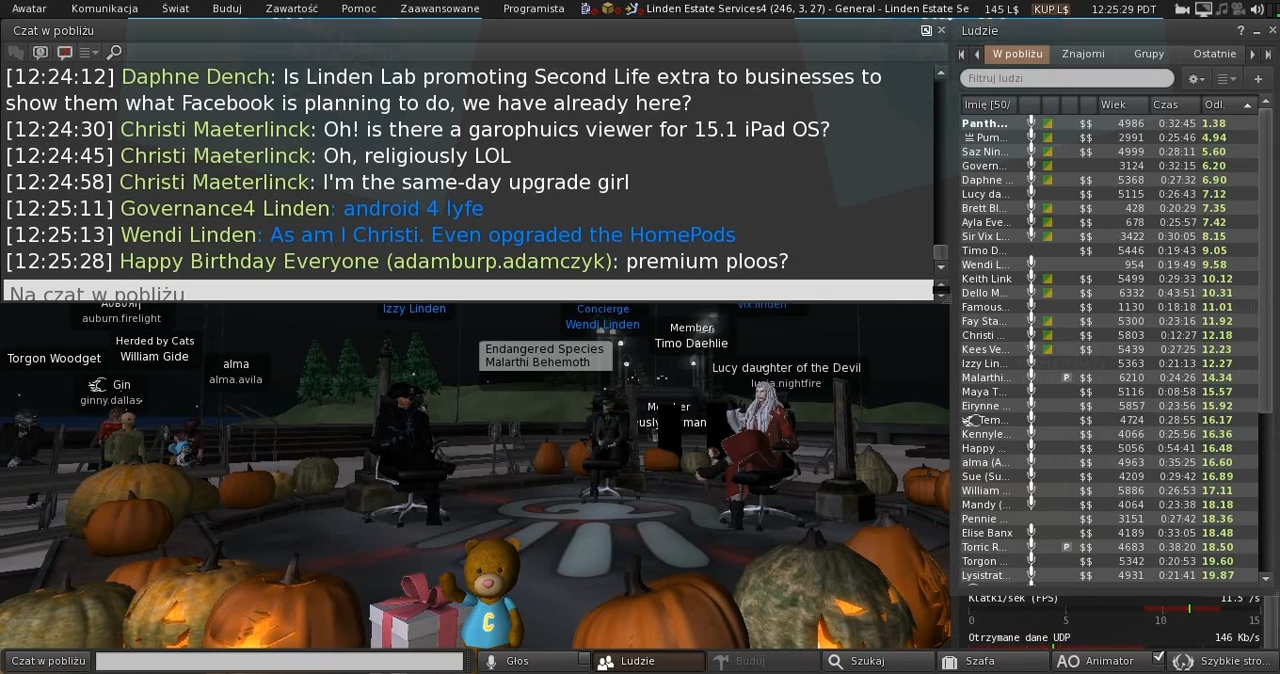 Awatar Komunikacja Świat Buduj Zawartość Pomoc Zaawansowane Programista Linden Estate Services4 (246, 3, 27) - General - Linden Estate Se 145 L$ KUP L$ 12:25:29 PDT
Czat w pobliżu
[12:24:12] Daphne Dench: Is Linden Lab promoting Second Life extra to businesses to
show them what Facebook is planning to do, we have already here?
[12:24:30] Christi Maeterlinck: Oh! is there a garophuics viewer for 15.1 iPad OS?
[12:24:45] Christi Maeterlinck: Oh, religiously LOL
[12:24:58] Christi Maeterlinck: I'm the same-day upgrade girl
[12:25:11] Governance4 Linden: android 4 lyfe
[12:25:13] Wendi Linden: As am I Christi. Even opgraded the HomePods
[12:25:28] Happy Birthday Everyone (adamburp.adamczyk): premium ploos?
Na czat w pobliżu
auburn.firelight
Izzy Linden
Concierge
Wendi Linden
vix.linden
Herded by Cats
William Gide
Member
Timo Daehlie
Torgon Woodget
alma
alma.avila
Endangered Species
Malarthi Behemoth
Lucy daughter of the Devil
lucia.nightfire
Gin
ginny.dallas
C
Ludzie
? _ ×
W pobliżu Znajomi Grupy Ostatnie
Filtruj ludzi
Imię [50/ Wiek Czas Odl.
Panth... $$ 4986 0:32:45 1.38
Pum... $$ 2991 0:25:46 4.94
Saz Nin... $$ 4999 0:28:11 5.60
Govern... 3124 0:32:15 6.20
Daphne ... $$ 5368 0:27:32 6.90
Lucy da... $$ 5115 0:26:43 7.12
Brett Bl... $$ 428 0:20:29 7.35
Ayla Eve... $$ 678 0:25:57 7.42
Sir Vix L... $$ 3422 0:30:05 8.15
Timo D... $$ 5446 0:19:43 9.05
Wendi L... 954 0:19:49 9.58
Keith Link $$ 5499 0:29:33 10.12
Dello M... $$ 6332 0:43:51 10.31
Famous... $$ 1130 0:18:18 11.01
Fay Sta... $$ 5300 0:23:16 11.92
Christi ... $$ 5803 0:12:27 12.18
Kees Ve... $$ 5439 0:27:25 12.23
Izzy Lin... 5363 0:21:13 12.27
Malarthi... P $$ 6210 0:24:26 14.34
Maya T... $$ 5116 0:08:58 15.57
Eirynne ... $$ 5857 0:23:56 15.92
Tem... $$ 4724 0:28:55 16.17
Kennyle... $$ 4066 0:25:56 16.36
Happy ... $$ 5056 0:54:41 16.48
alma (A... $$ 4963 0:35:25 16.60
Sue (Su... $$ 4209 0:29:42 16.89
William ... $$ 5886 0:26:53 17.11
Mandy (... $$ 4064 0:23:38 18.18
Pennie ... $$ 3151 0:27:42 18.36
Elise Banx $$ 4189 0:33:05 18.48
Torric R... P $$ 4683 0:38:20 18.50
Torgon ... $$ 5342 0:20:53 19.60
Lysistrat... $$ 4931 0:21:41 19.87
Klatki/sek (FPS) 11.5 /s
0 5 10 15
Otrzymane dane UDP 146 Kb/s
Czat w pobliżu Głos Ludzie Buduj Szukaj Szafa AO Animator Szybkie stro...